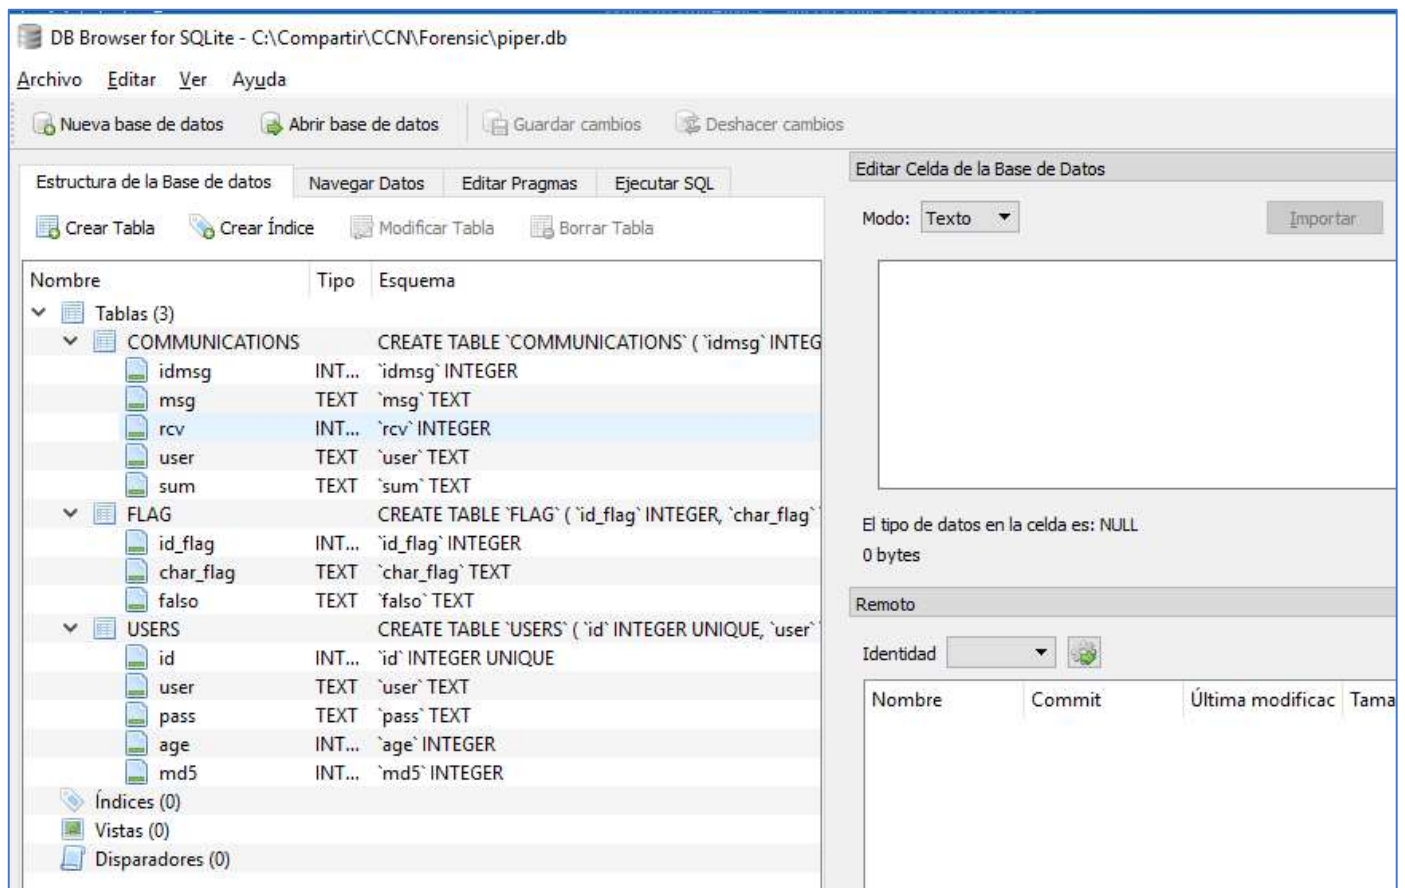 DB Browser for SQLite - C:\Compartir\CCN\Forensic\piper.db
Archivo Editar Ver Ayuda
Nueva base de datos Abrir base de datos Guardar cambios Deshacer cambios
Estructura de la Base de datos Navegar Datos Editar Pragmas Ejecutar SQL
Crear Tabla Crear Índice Modificar Tabla Borrar Tabla
Nombre Tipo Esquema
Tablas (3)
COMMUNICATIONS CREATE TABLE `COMMUNICATIONS` ( `idmsg` INTEG
idmsg INT... `idmsg` INTEGER
msg TEXT `msg` TEXT
rcv INT... `rcv` INTEGER
user TEXT `user` TEXT
sum TEXT `sum` TEXT
FLAG CREATE TABLE `FLAG` ( `id_flag` INTEGER, `char_flag`
id_flag INT... `id_flag` INTEGER
char_flag TEXT `char_flag` TEXT
falso TEXT `falso` TEXT
USERS CREATE TABLE `USERS` ( `id` INTEGER UNIQUE, `user`
id INT... `id` INTEGER UNIQUE
user TEXT `user` TEXT
pass TEXT `pass` TEXT
age INT... `age` INTEGER
md5 INT... `md5` INTEGER
Índices (0)
Vistas (0)
Disparadores (0)
Editar Celda de la Base de Datos
Modo: Texto Importar
El tipo de datos en la celda es: NULL
0 bytes
Remoto
Identidad
Nombre Commit Última modificac Tama